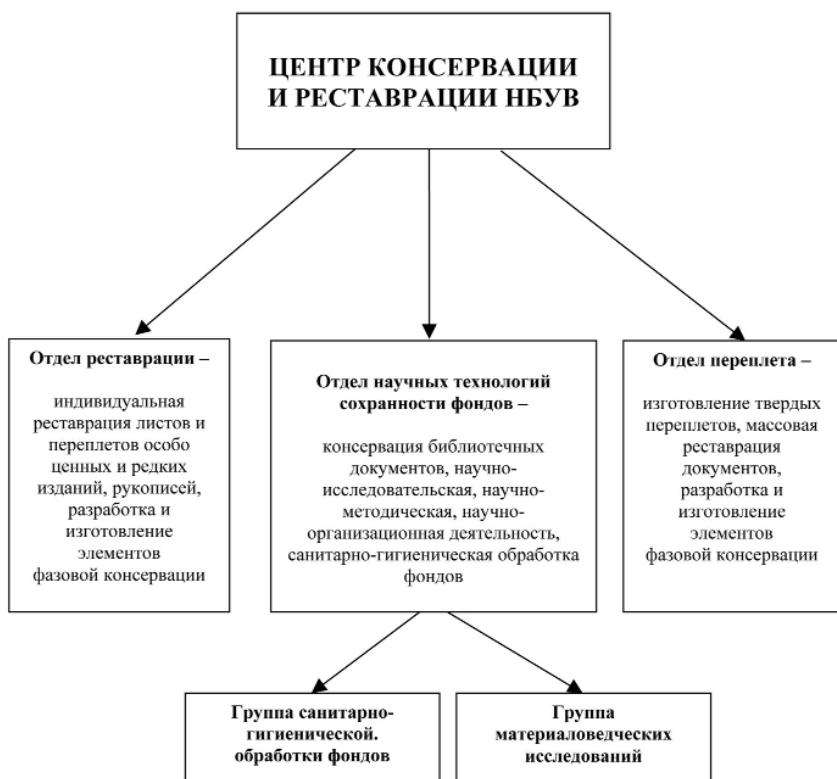 ЦЕНТР КОНСЕРВАЦИИ
И РЕСТАВРАЦИИ НБУВ
Отдел реставрации –
индивидуальная
реставрация листов и
переплетов особо
ценных и редких
изданий, рукописей,
разработка и
изготовление
элементов
фазовой консервации
Отдел научных технологий
сохранности фондов –
консервация библиотечных
документов, научно-
исследовательская, научно-
методическая, научно-
организационная деятельность,
санитарно-гигиеническая обработка
фондов
Отдел переплета –
изготовление твердых
переплетов, массовая
реставрация
документов,
разработка и
изготовление
элементов
фазовой консервации
Группа санитарно-
гигиенической.
обработки фондов
Группа
материаловедческих
исследований